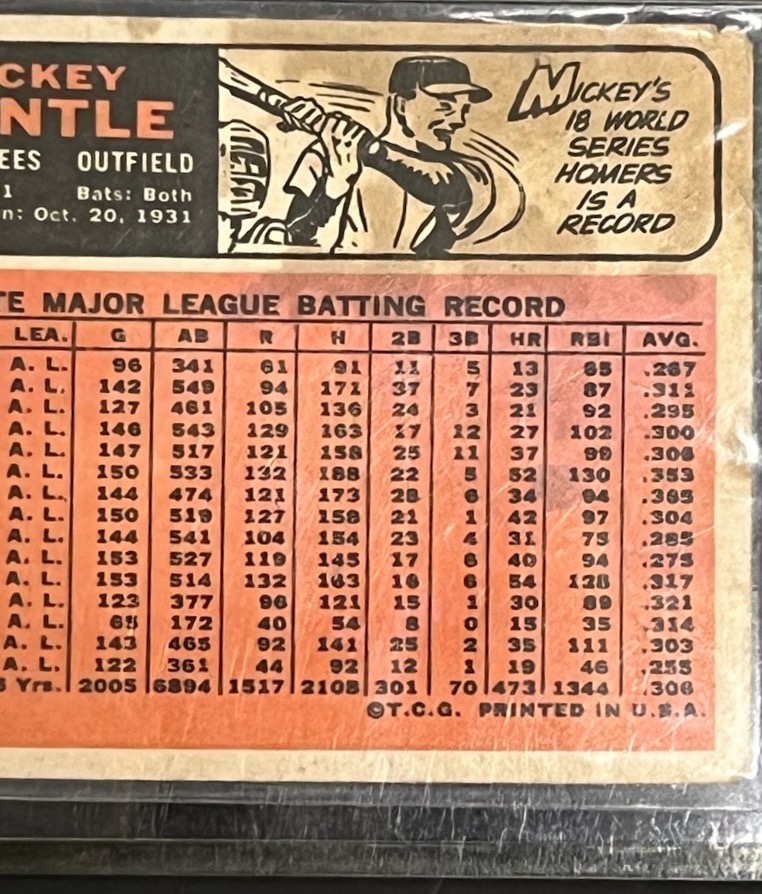 CKEY
NTLE
EES OUTFIELD
1 Bats: Both
n: Oct. 20, 1931
MICKEY'S
18 WORLD
SERIES
HOMERS
IS A
RECORD
TE MAJOR LEAGUE BATTING RECORD
LEA. G AB R H 2B 3B HR RBI AVG.
A. L. 96 341 61 91 11 5 13 65 .267
A. L. 142 549 94 171 37 7 23 87 .311
A. L. 127 461 105 136 24 3 21 92 .295
A. L. 146 543 129 163 17 12 27 102 .300
A. L. 147 517 121 158 25 11 37 99 .306
A. L. 150 533 132 188 22 5 52 130 .353
A. L. 144 474 121 173 28 6 34 94 .365
A. L. 150 519 127 158 21 1 42 97 .304
A. L. 144 541 104 154 23 4 31 75 .285
A. L. 153 527 119 145 17 6 40 94 .275
A. L. 153 514 132 163 16 6 54 128 .317
A. L. 123 377 96 121 15 1 30 89 .321
A. L. 65 172 40 54 8 0 15 35 .314
A. L. 143 465 92 141 25 2 35 111 .303
A. L. 122 361 44 92 12 1 19 46 .255
Yrs. 2005 6894 1517 2108 301 70 473 1344 .306
©T.C.G. PRINTED IN U.S.A.